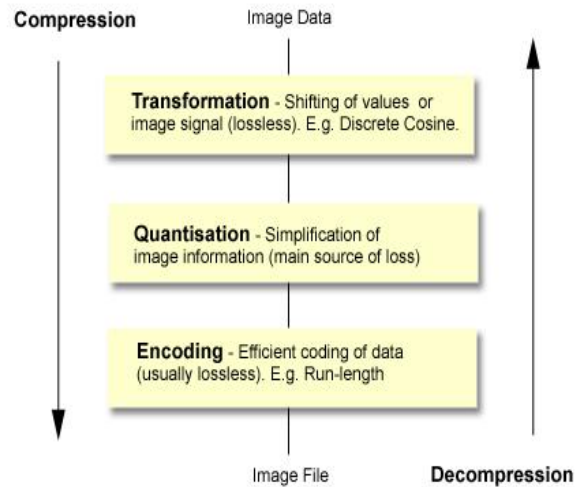 Compression
Image Data
Transformation - Shifting of values or
image signal (lossless). E.g. Discrete Cosine.
Quantisation - Simplification of
image information (main source of loss)
Encoding - Efficient coding of data
(usually lossless). E.g. Run-length
Image File
Decompression